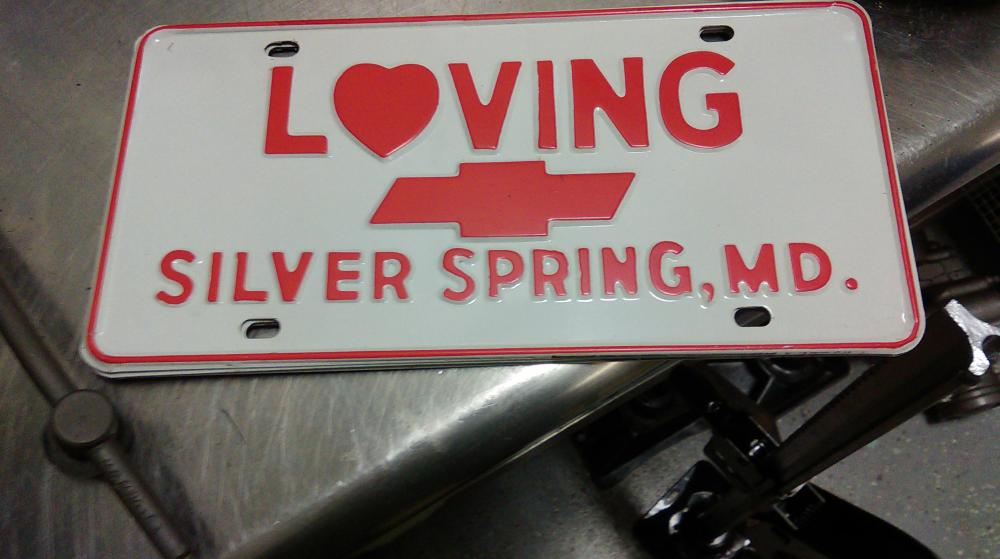 L♥VING
SILVER SPRING, MD.